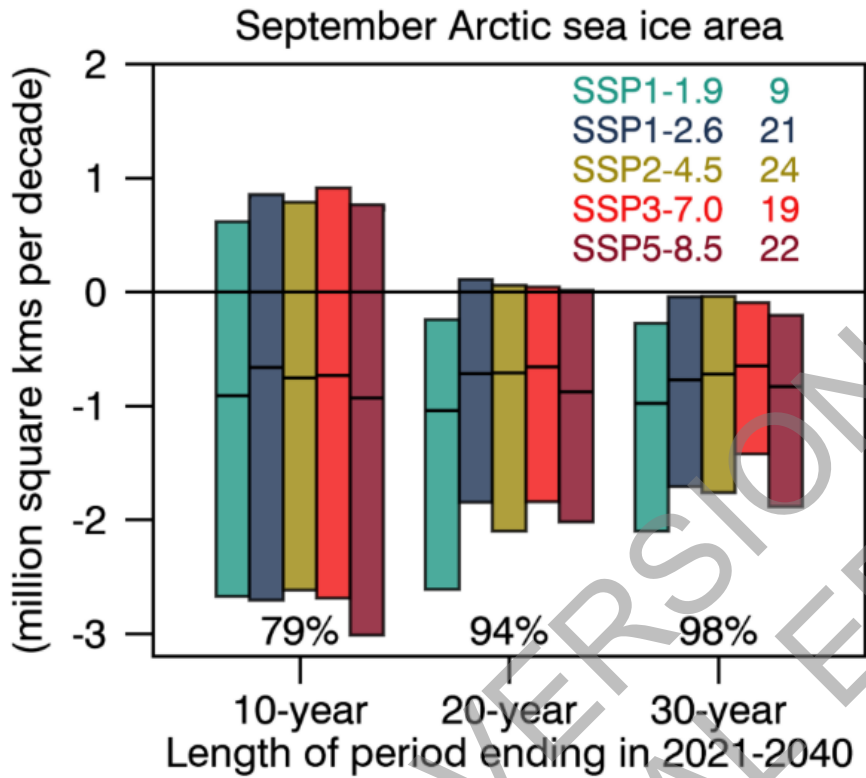 September Arctic sea ice area
(million square kms per decade)
2
1
0
-1
-2
-3
SSP1-1.9 9
SSP1-2.6 21
SSP2-4.5 24
SSP3-7.0 19
SSP5-8.5 22
79% 94% 98%
10-year 20-year 30-year
Length of period ending in 2021-2040
VERSION